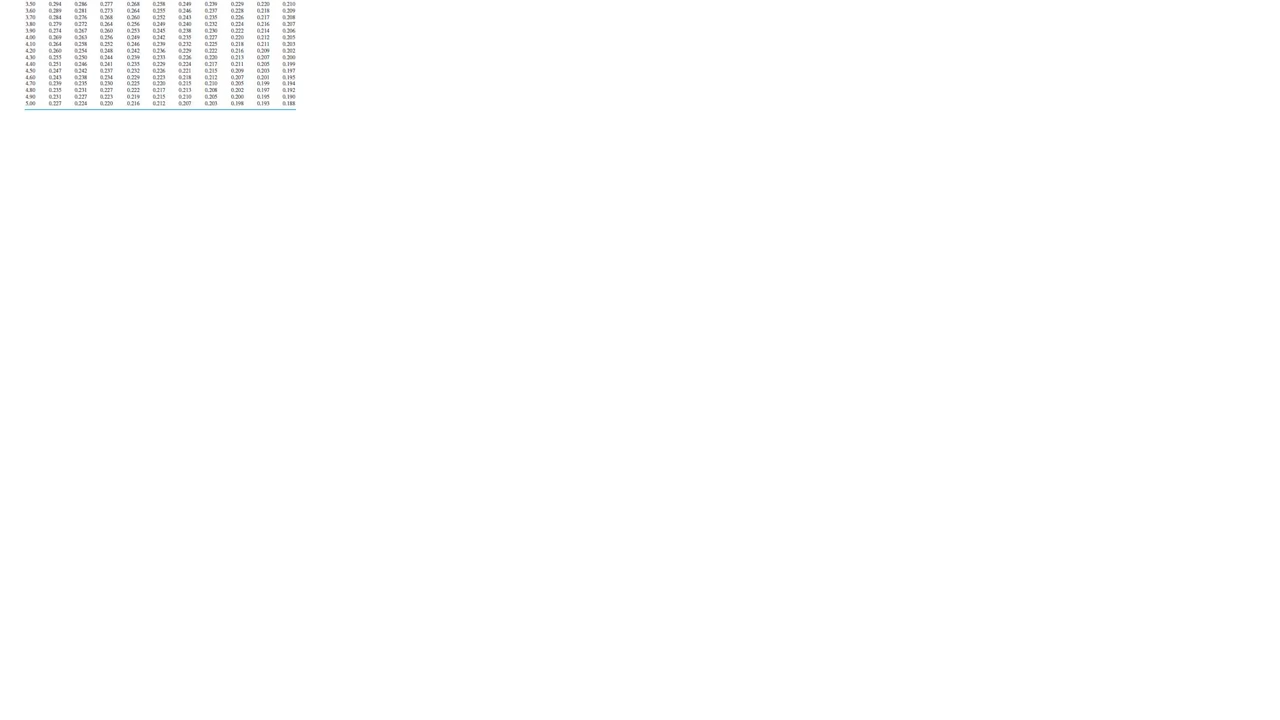 3.50 0.294 0.286 0.277 0.268 0.258 0.249 0.239 0.229 0.220 0.210
3.60 0.289 0.281 0.273 0.264 0.255 0.246 0.237 0.228 0.218 0.209
3.70 0.284 0.276 0.268 0.260 0.252 0.243 0.235 0.226 0.217 0.208
3.80 0.279 0.272 0.264 0.256 0.249 0.240 0.232 0.224 0.216 0.207
3.90 0.274 0.267 0.260 0.253 0.245 0.238 0.230 0.222 0.214 0.206
4.00 0.269 0.263 0.256 0.249 0.242 0.235 0.227 0.220 0.212 0.205
4.10 0.264 0.258 0.252 0.246 0.239 0.232 0.225 0.218 0.211 0.203
4.20 0.260 0.254 0.248 0.242 0.236 0.229 0.222 0.216 0.209 0.202
4.30 0.255 0.250 0.244 0.239 0.233 0.226 0.220 0.213 0.207 0.200
4.40 0.251 0.246 0.241 0.235 0.229 0.224 0.217 0.211 0.205 0.199
4.50 0.247 0.242 0.237 0.232 0.226 0.221 0.215 0.209 0.203 0.197
4.60 0.243 0.238 0.234 0.229 0.223 0.218 0.212 0.207 0.201 0.195
4.70 0.239 0.235 0.230 0.225 0.220 0.215 0.210 0.205 0.199 0.194
4.80 0.235 0.231 0.227 0.222 0.217 0.213 0.208 0.202 0.197 0.192
4.90 0.231 0.227 0.223 0.219 0.215 0.210 0.205 0.200 0.195 0.190
5.00 0.227 0.224 0.220 0.216 0.212 0.207 0.203 0.198 0.193 0.188